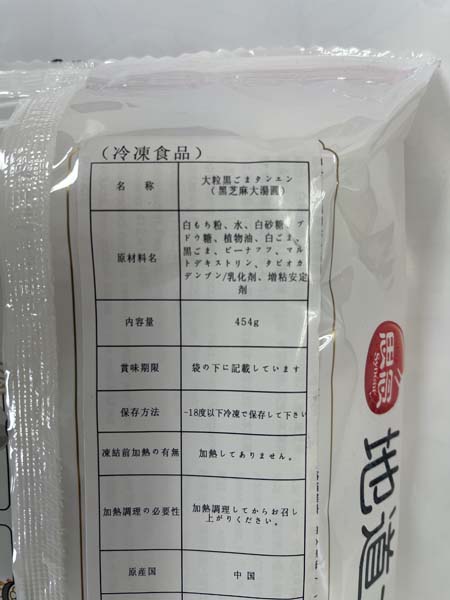 (冷凍食品)
名 称
大粒黒ごまタンエン
(黒芝麻大湯圓)
原材料名
白もち粉、水、白砂糖、ブ
ドウ糖、植物油、白ごま、
黒ごま、ピーナッツ、マル
トデキストリン、タピオカ
デンプン/乳化剤、増粘安定
剤
内容量
454g
賞味期限
袋の下に記載しています
保存方法
-18度以下冷凍で保存して下さい
凍結前加熱の有無
加熱してありません。
加熱調理の必要性
加熱調理してからお召し
上がりください。
原産国
中国
思念
Synear
地道